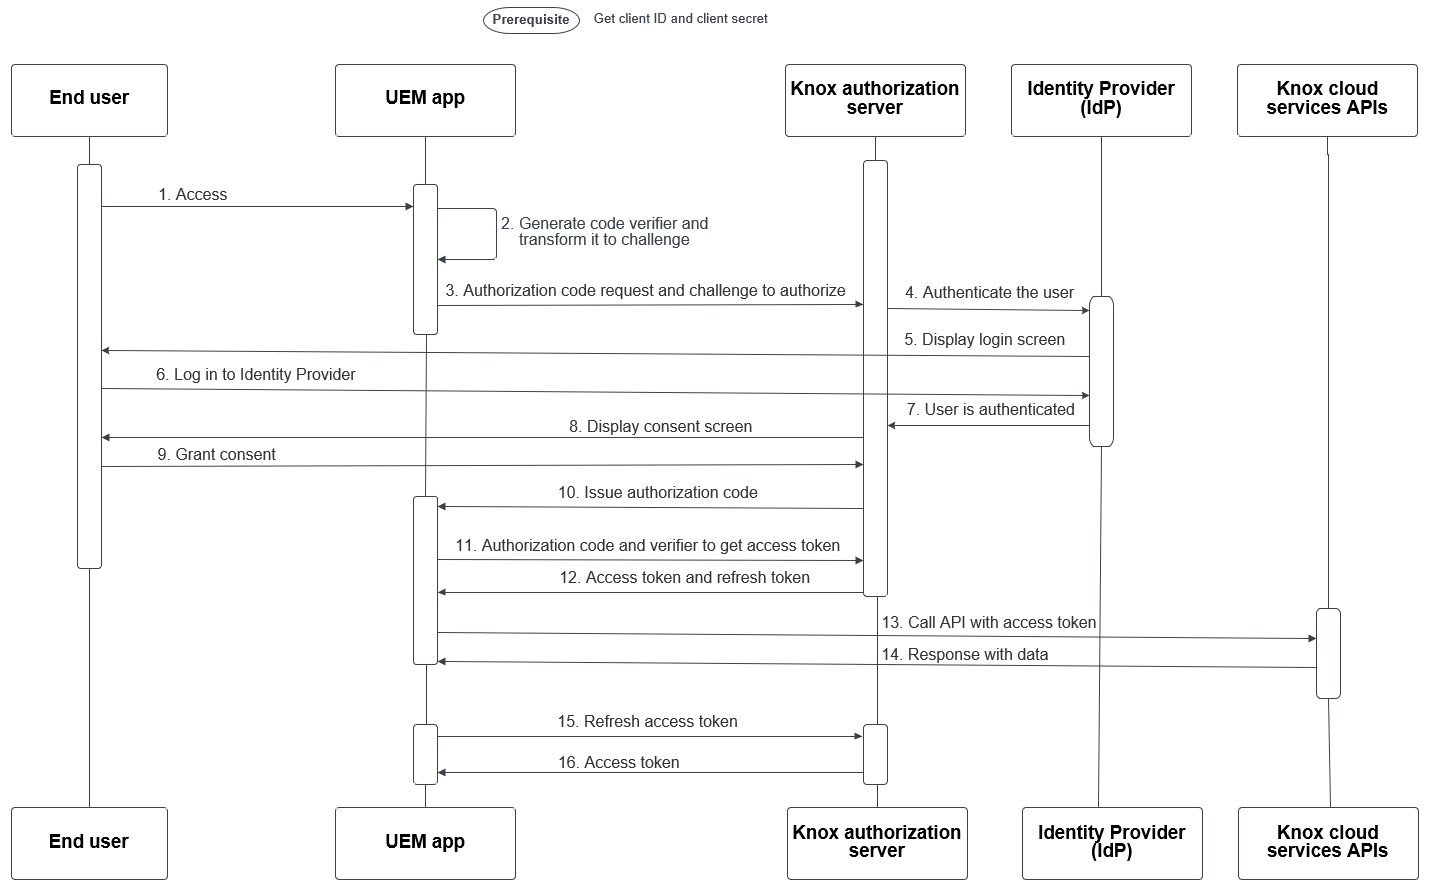 Prerequisite Get client ID and client secret
End user
UEM app
Knox authorization
server
Identity Provider
(IdP)
Knox cloud
services APIs
1. Access
2. Generate code verifier and
transform it to challenge
3. Authorization code request and challenge to authorize
4. Authenticate the user
5. Display login screen
6. Log in to Identity Provider
7. User is authenticated
8. Display consent screen
9. Grant consent
10. Issue authorization code
11. Authorization code and verifier to get access token
12. Access token and refresh token
13. Call API with access token
14. Response with data
15. Refresh access token
16. Access token
End user
UEM app
Knox authorization
server
Identity Provider
(IdP)
Knox cloud
services APIs